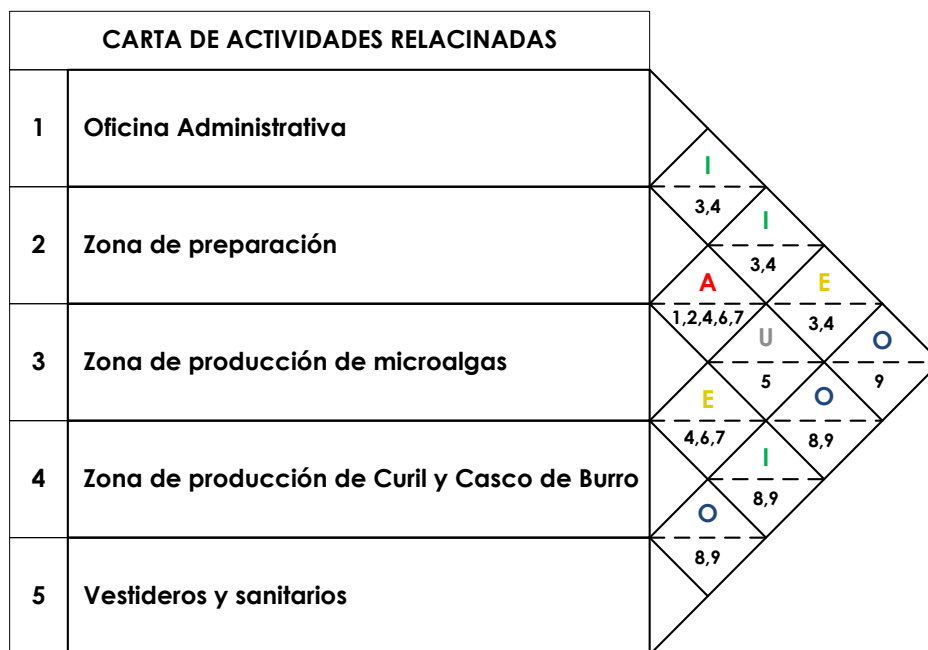 CARTA DE ACTIVIDADES RELACINADAS
1 Oficina Administrativa
I
3,4
I
2 Zona de preparación
3,4
A
E
1,2,4,6,7
3,4
U
O
3 Zona de producción de microalgas
5
9
E
O
4,6,7
8,9
I
4 Zona de producción de Curil y Casco de Burro
8,9
O
8,9
5 Vestideros y sanitarios